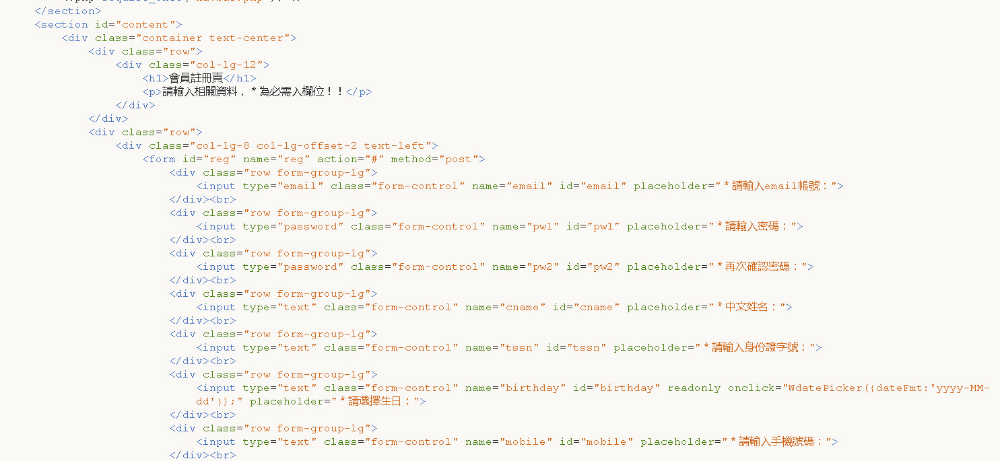 </section>
<section id="content">
<div class="container text-center">
<div class="row">
<div class="col-lg-12">
<h1>會員註冊頁</h1>
<p>請輸入相關資料，*為必需入欄位！！</p>
</div>
</div>
<div class="row">
<div class="col-lg-8 col-lg-offset-2 text-left">
<form id="reg" name="reg" action="#" method="post">
<div class="row form-group-lg">
<input type="email" class="form-control" name="email" id="email" placeholder="*請輸入email帳號：">
</div><br>
<div class="row form-group-lg">
<input type="password" class="form-control" name="pw1" id="pw1" placeholder="*請輸入密碼：">
</div><br>
<div class="row form-group-lg">
<input type="password" class="form-control" name="pw2" id="pw2" placeholder="*再次確認密碼：">
</div><br>
<div class="row form-group-lg">
<input type="text" class="form-control" name="cname" id="cname" placeholder="*中文姓名：">
</div><br>
<div class="row form-group-lg">
<input type="text" class="form-control" name="tssn" id="tssn" placeholder="*請輸入身份證字號：">
</div><br>
<div class="row form-group-lg">
<input type="text" class="form-control" name="birthday" id="birthday" readonly onclick="WdatePicker({dateFmt:'yyyy-MM-
dd'});" placeholder="*請選擇生日：">
</div><br>
<div class="row form-group-lg">
<input type="text" class="form-control" name="mobile" id="mobile" placeholder="*請輸入手機號碼：">
</div><br>